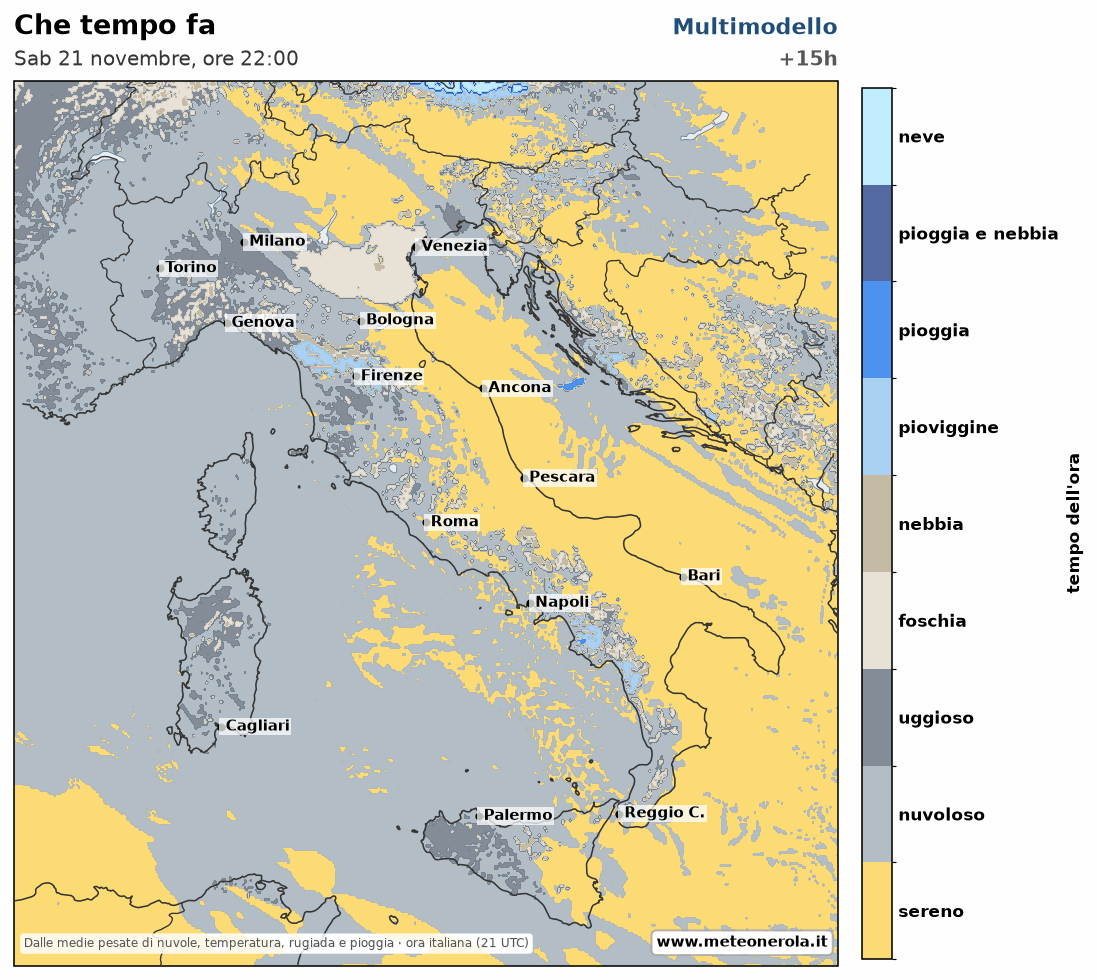 Che tempo fa
Multimodello
Sab 21 novembre, ore 22:00
+15h
neve
pioggia e nebbia
pioggia
pioviggine
nebbia
foschia
uggioso
nuvoloso
sereno
tempo dell'ora
Milano
Venezia
Torino
Genova
Bologna
Firenze
Ancona
Pescara
Roma
Bari
Napoli
Cagliari
Palermo
Reggio C.
Dalle medie pesate di nuvole, temperatura, rugiada e pioggia · ora italiana (21 UTC)
www.meteonerola.it